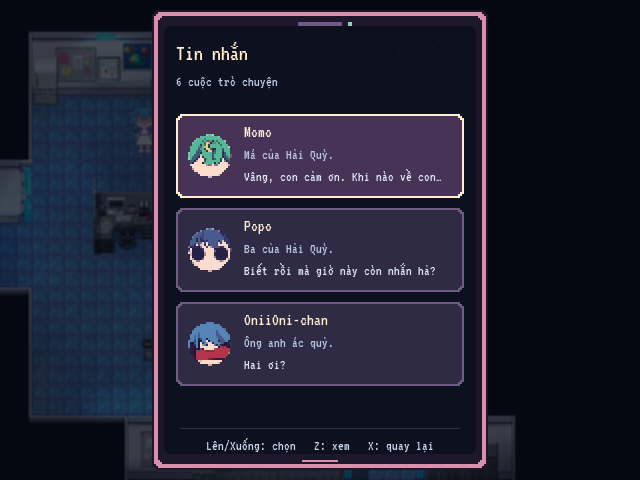 Tin nhắn
6 cuộc trò chuyện
Momo
Má của Hải Quỳ.
Vâng, con cảm ơn. Khi nào về con…
Popo
Ba của Hải Quỳ.
Biết rồi mà giờ này còn nhắn hả?
OniiOni-chan
Ông anh ác quỷ.
Hai ơi?
Lên/Xuống: chọn   Z: xem   X: quay lại